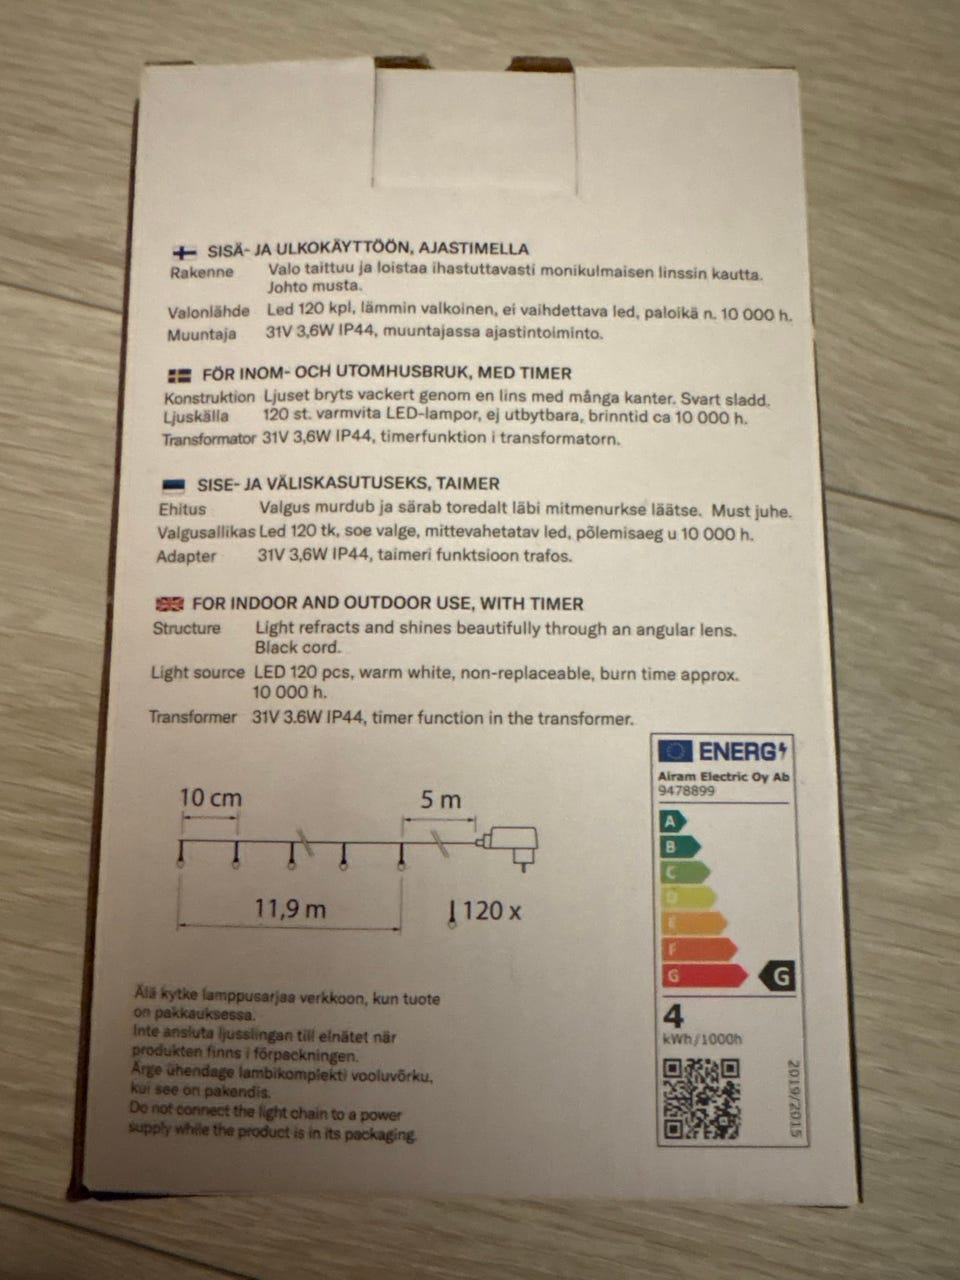 SISÄ- JA ULKOKÄYTTÖÖN, AJASTIMELLA
Rakenne Valo taittuu ja loistaa ihastuttavasti monikulmaisen linssin kautta.
Johto musta.
Valonlähde Led 120 kpl, lämmin valkoinen, ei vaihdettava led, paloikä n. 10 000 h.
Muuntaja 31V 3,6W IP44, muuntajassa ajastintoiminto.
FÖR INOM- OCH UTOMHUSBRUK, MED TIMER
Konstruktion Ljuset bryts vackert genom en lins med många kanter. Svart sladd.
Ljuskälla 120 st. varmvita LED-lampor, ej utbytbara, brinntid ca 10 000 h.
Transformator 31V 3,6W IP44, timerfunktion i transformatorn.
SISE- JA VÄLISKASUTUSEKS, TAIMER
Ehitus Valgus murdub ja särab toredalt läbi mitmenurkse läätse. Must juhe.
Valgusallikas Led 120 tk, soe valge, mittevahetatav led, põlemisaeg u 10 000 h.
Adapter 31V 3,6W IP44, taimeri funktsioon trafos.
FOR INDOOR AND OUTDOOR USE, WITH TIMER
Structure Light refracts and shines beautifully through an angular lens.
Black cord.
Light source LED 120 pcs, warm white, non-replaceable, burn time approx.
10 000 h.
Transformer 31V 3.6W IP44, timer function in the transformer.
10 cm 5 m
11,9 m 120 x
Älä kytke lamppusarjaa verkkoon, kun tuote
on pakkauksessa.
Inte ansluta ljusslingan till elnätet när
produkten finns i förpackningen.
Ärge ühendage lambikomplekti vooluvõrku,
kui see on pakendis.
Do not connect the light chain to a power
supply while the product is in its packaging.
ENERG
Airam Electric Oy Ab
9478899
A
B
C
D
E
F
G G
4
kWh/1000h
2019/2015